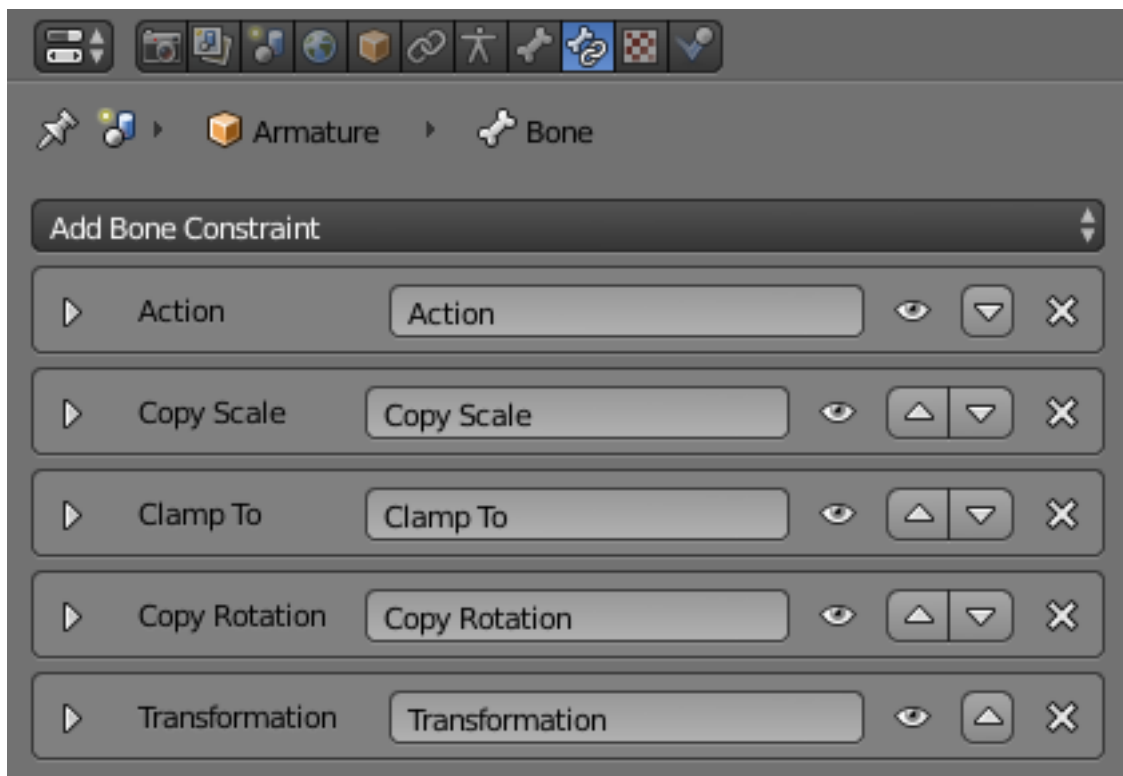 Armature Bone
Add Bone Constraint
Action Action
Copy Scale Copy Scale
Clamp To Clamp To
Copy Rotation Copy Rotation
Transformation Transformation